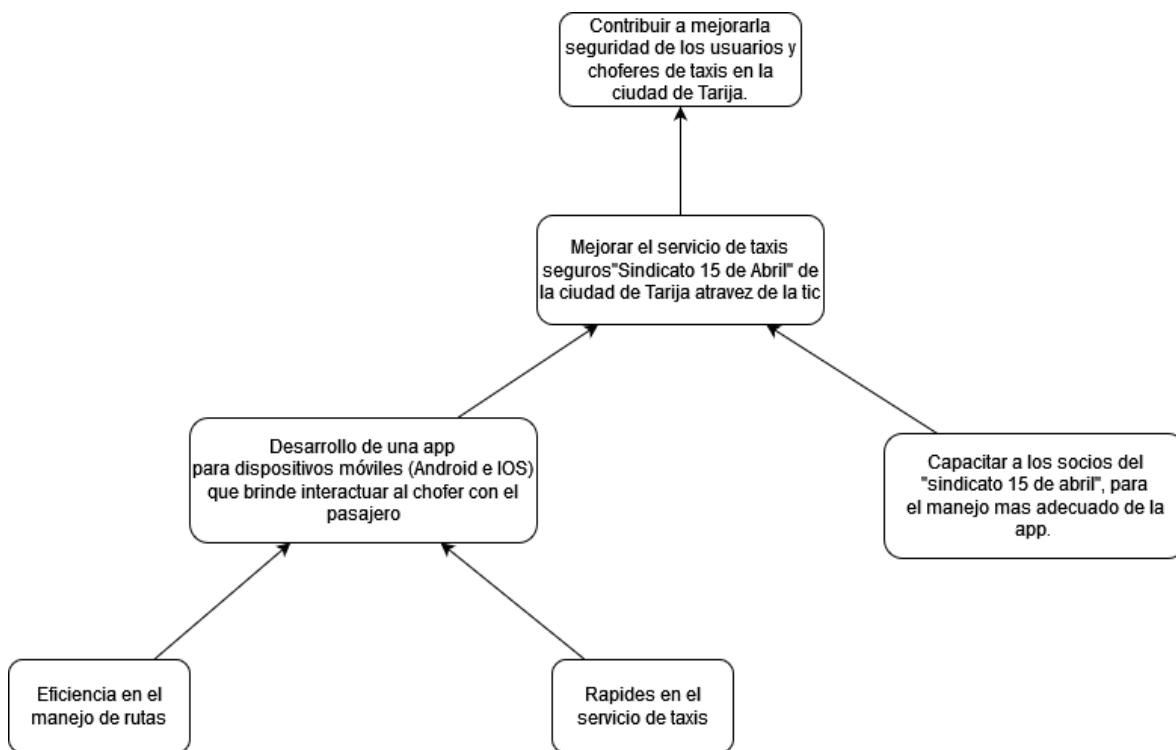 Contribuir a mejorarla
seguridad de los usuarios y
choferes de taxis en la
ciudad de Tarija.
Mejorar el servicio de taxis
seguros"Sindicato 15 de Abril" de
la ciudad de Tarija atravez de la tic
Desarrollo de una app
para dispositivos móviles (Android e IOS)
que brinde interactuar al chofer con el
pasajero
Capacitar a los socios del
"sindicato 15 de abril", para
el manejo mas adecuado de la
app.
Eficiencia en el
manejo de rutas
Rapides en el
servicio de taxis